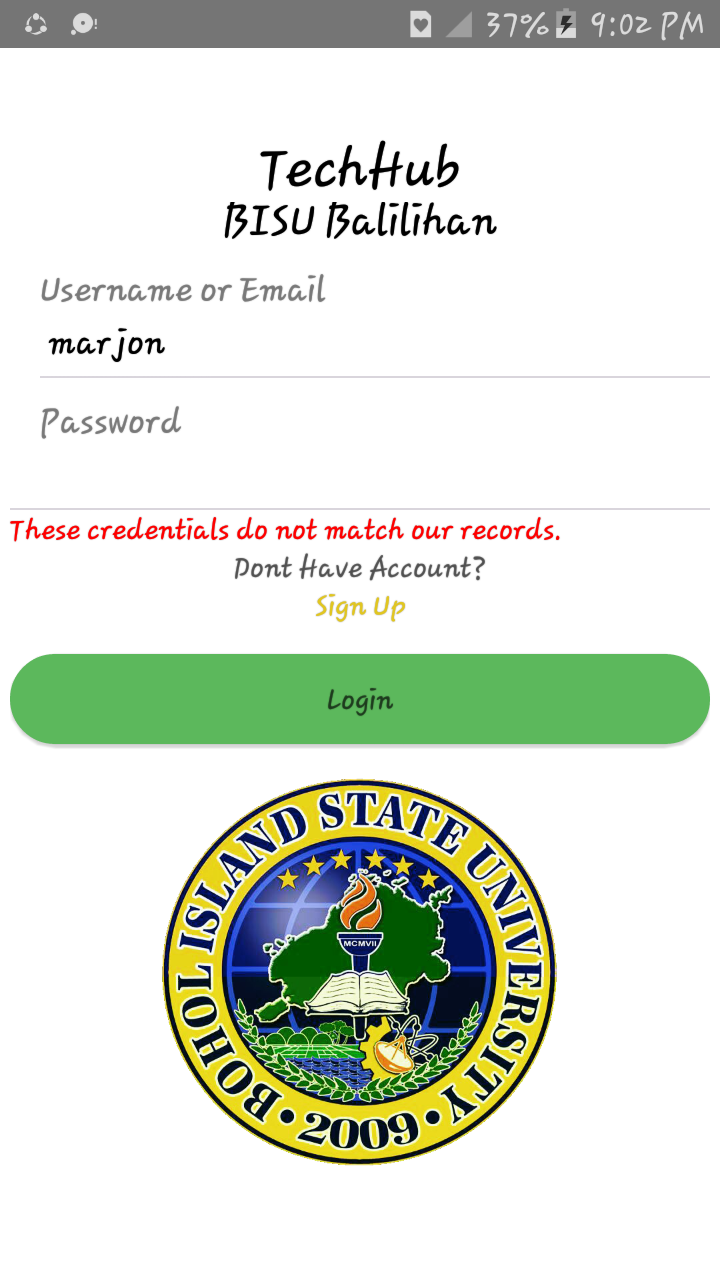 37% 9:02 PM
TechHub
BISU Balilihan
Username or Email
marjon
Password
These credentials do not match our records.
Dont Have Account?
Sign Up
Login
BOHOL ISLAND STATE UNIVERSITY
MCMVII
• 2009 •